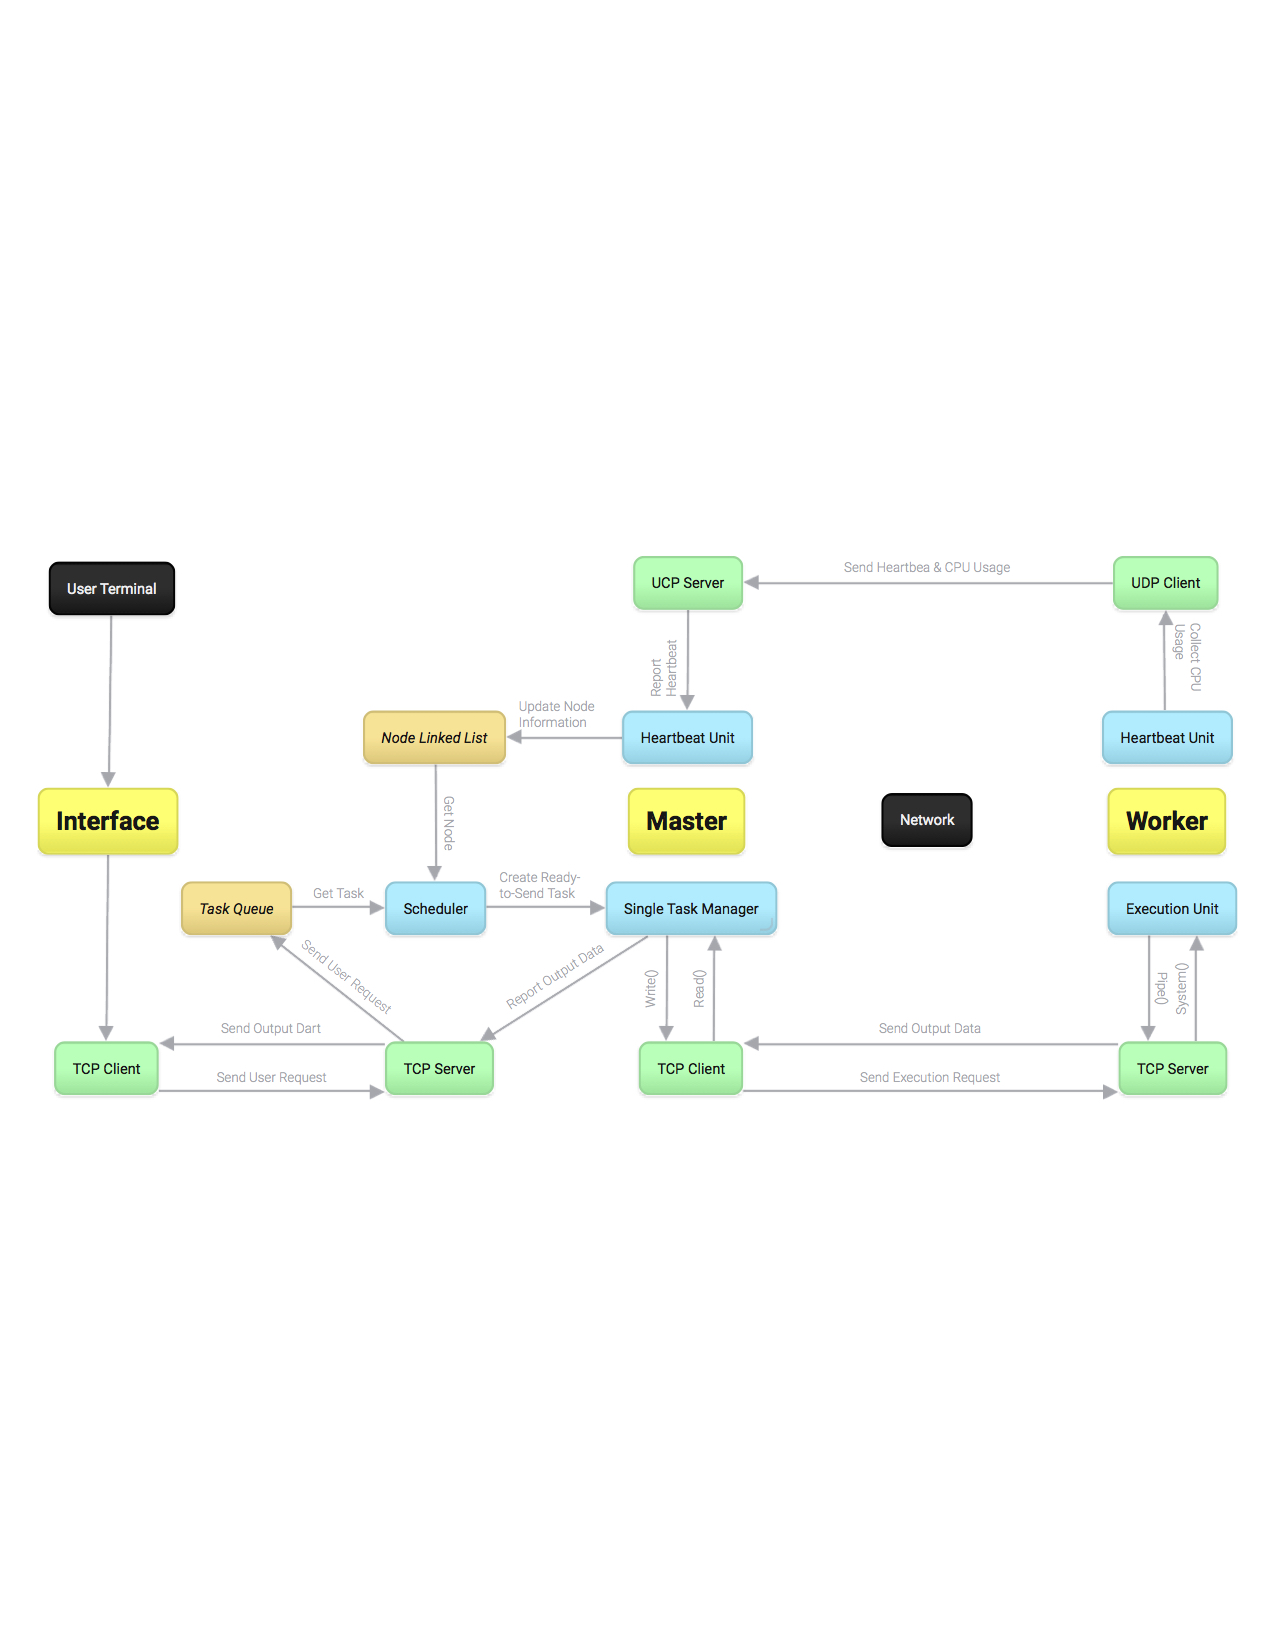 User Terminal
UCP Server
Send Heartbea & CPU Usage
UDP Client
Report
Heartbeat
Collect CPU
Usage
Node Linked List
Update Node
Information
Heartbeat Unit
Heartbeat Unit
Interface
Get Node
Master
Network
Worker
Task Queue
Get Task
Scheduler
Create Ready-
to-Send Task
Single Task Manager
Execution Unit
Send User Request
Report Output Data
Write()
Read()
Pipe()
System()
TCP Client
Send Output Dart
Send User Request
TCP Server
TCP Client
Send Output Data
Send Execution Request
TCP Server